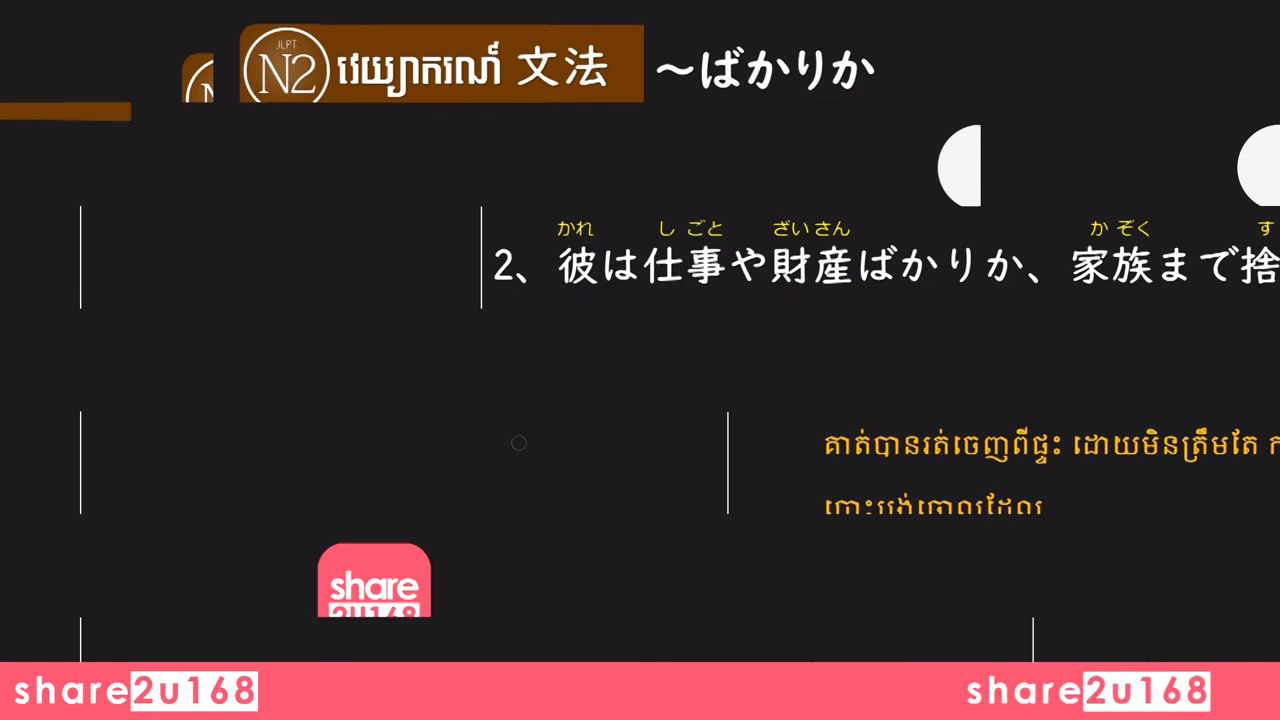 JLPT
N2 វេយ្យាករណ៍ 文法 ～ばかりか
かれ し ごと ざいさん か ぞく す
2、彼は仕事や財産ばかりか、家族まで捨
គាត់បានរត់ចេញពីផ្ទះ ដោយមិនត្រឹមតែ
share
2u168
share2u168 share2u168